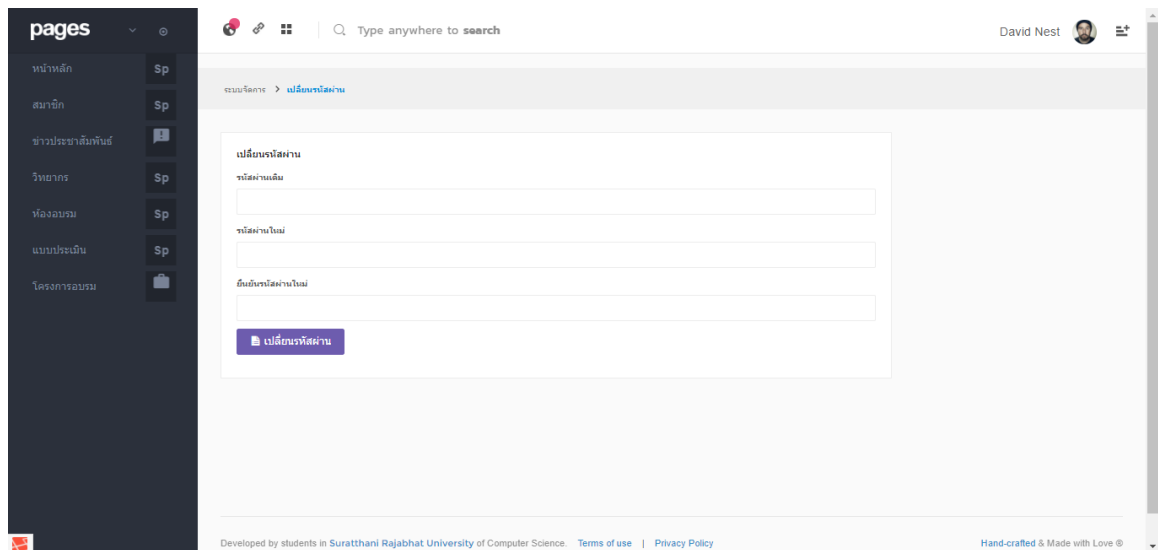 pages
Type anywhere to search
David Nest
หน้าหลัก Sp
สมาชิก Sp
ข่าวประชาสัมพันธ์
วิทยากร Sp
ห้องอบรม Sp
แบบประเมิน Sp
โครงการอบรม
ระบบจัดการ > เปลี่ยนรหัสผ่าน
เปลี่ยนรหัสผ่าน
รหัสผ่านเดิม
รหัสผ่านใหม่
ยืนยันรหัสผ่านใหม่
เปลี่ยนรหัสผ่าน
Developed by students in Suratthani Rajabhat University of Computer Science. Terms of use | Privacy Policy
Hand-crafted & Made with Love ®